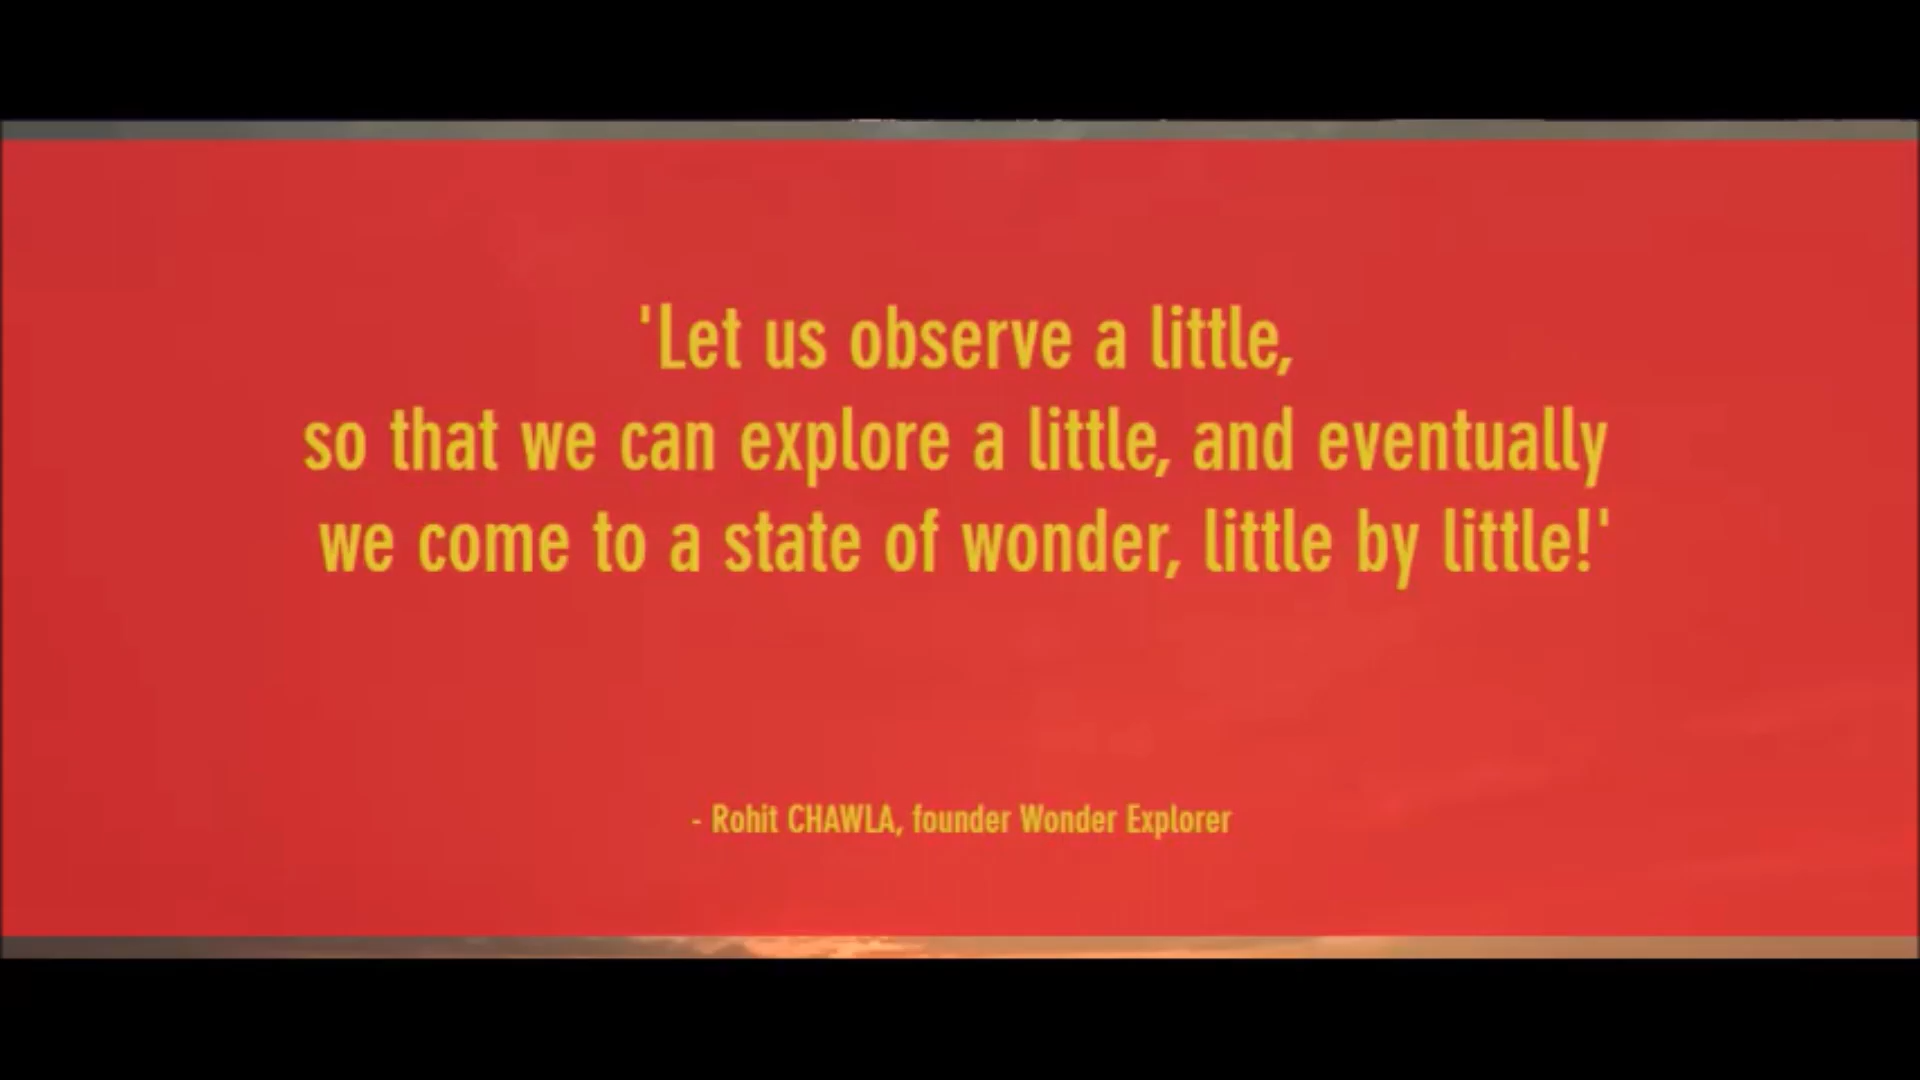 'Let us observe a little,
so that we can explore a little, and eventually
we come to a state of wonder, little by little!'
- Rohit CHAWLA, founder Wonder Explorer